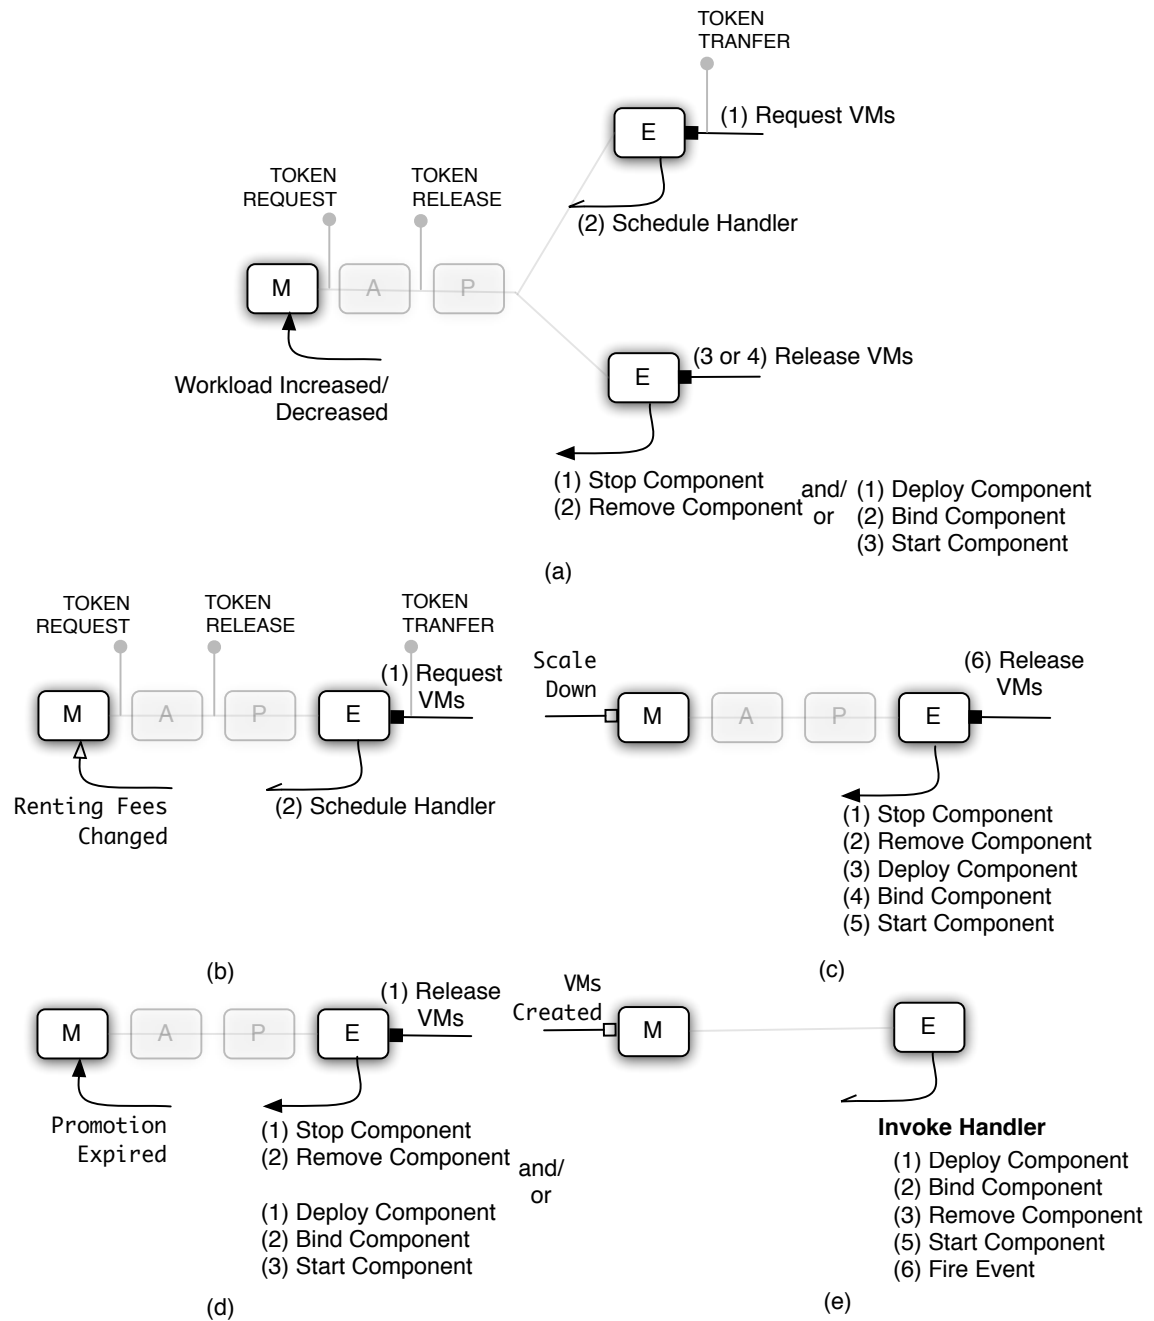 TOKEN
TRANFER
(1) Request VMs
E
(2) Schedule Handler
TOKEN
REQUEST
TOKEN
RELEASE
M
A
P
Workload Increased/
Decreased
E
(3 or 4) Release VMs
(1) Stop Component
(2) Remove Component
and/
or
(1) Deploy Component
(2) Bind Component
(3) Start Component
(a)
TOKEN
REQUEST
TOKEN
RELEASE
TOKEN
TRANFER
(1) Request
VMs
M
A
P
E
Renting Fees
Changed
(2) Schedule Handler
(b)
Scale
Down
M
A
P
E
(6) Release
VMs
(1) Stop Component
(2) Remove Component
(3) Deploy Component
(4) Bind Component
(5) Start Component
(c)
M
A
P
E
(1) Release
VMs
Promotion
Expired
(1) Stop Component
(2) Remove Component
and/
or
(1) Deploy Component
(2) Bind Component
(3) Start Component
(d)
VMs
Created
M
E
Invoke Handler
(1) Deploy Component
(2) Bind Component
(3) Remove Component
(5) Start Component
(6) Fire Event
(e)